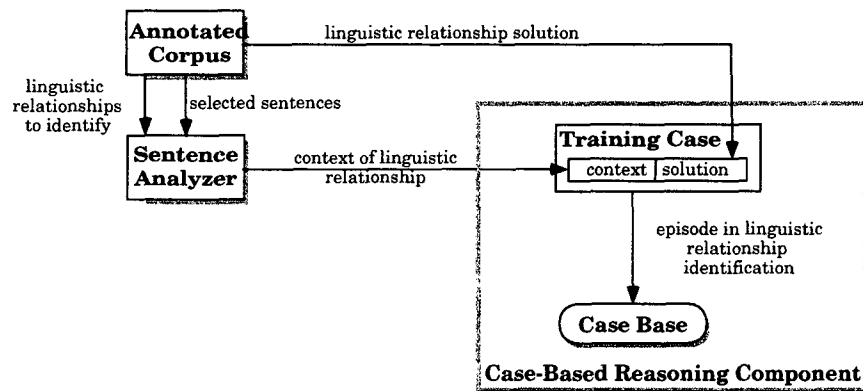 Annotated
Corpus
linguistic relationship solution
linguistic
relationships
to identify
selected sentences
Sentence
Analyzer
context of linguistic
relationship
Training Case
context solution
episode in linguistic
relationship
identification
Case Base
Case-Based Reasoning Component